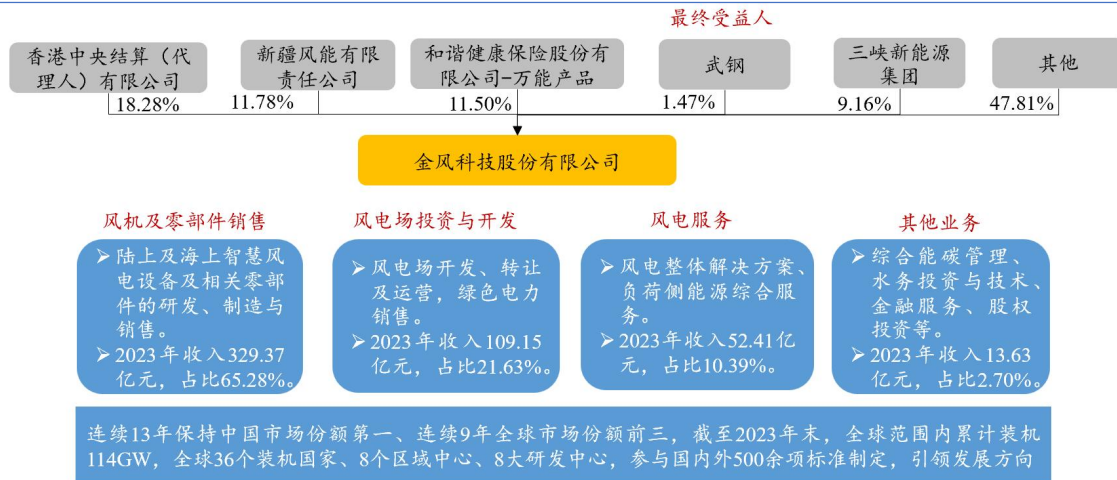 最终受益人
香港中央结算（代
理人）有限公司
新疆风能有限
责任公司
和谐健康保险股份有
限公司-万能产品
武钢
三峡新能源
集团
其他
18.28%
11.78%
11.50%
1.47%
9.16%
47.81%
金风科技股份有限公司
风机及零部件销售
➢陆上及海上智慧风
电设备及相关零部
件的研发、制造与
销售。
➢2023年收入329.37
亿元，占比65.28%。
风电场投资与开发
➢风电场开发、转让
及运营，绿色电力
销售。
➢2023年收入109.15
亿元，占比21.63%。
风电服务
➢风电整体解决方案、
负荷侧能源综合服
务。
➢2023年收入52.41亿
元，占比10.39%。
其他业务
➢综合能碳管理、
水务投资与技术、
金融服务、股权
投资等。
➢2023年收入13.63
亿元，占比2.70%。
连续13年保持中国市场份额第一、连续9年全球市场份额前三，截至2023年末，全球范围内累计装机
114GW，全球36个装机国家、8个区域中心、8大研发中心，参与国内外500余项标准制定，引领发展方向